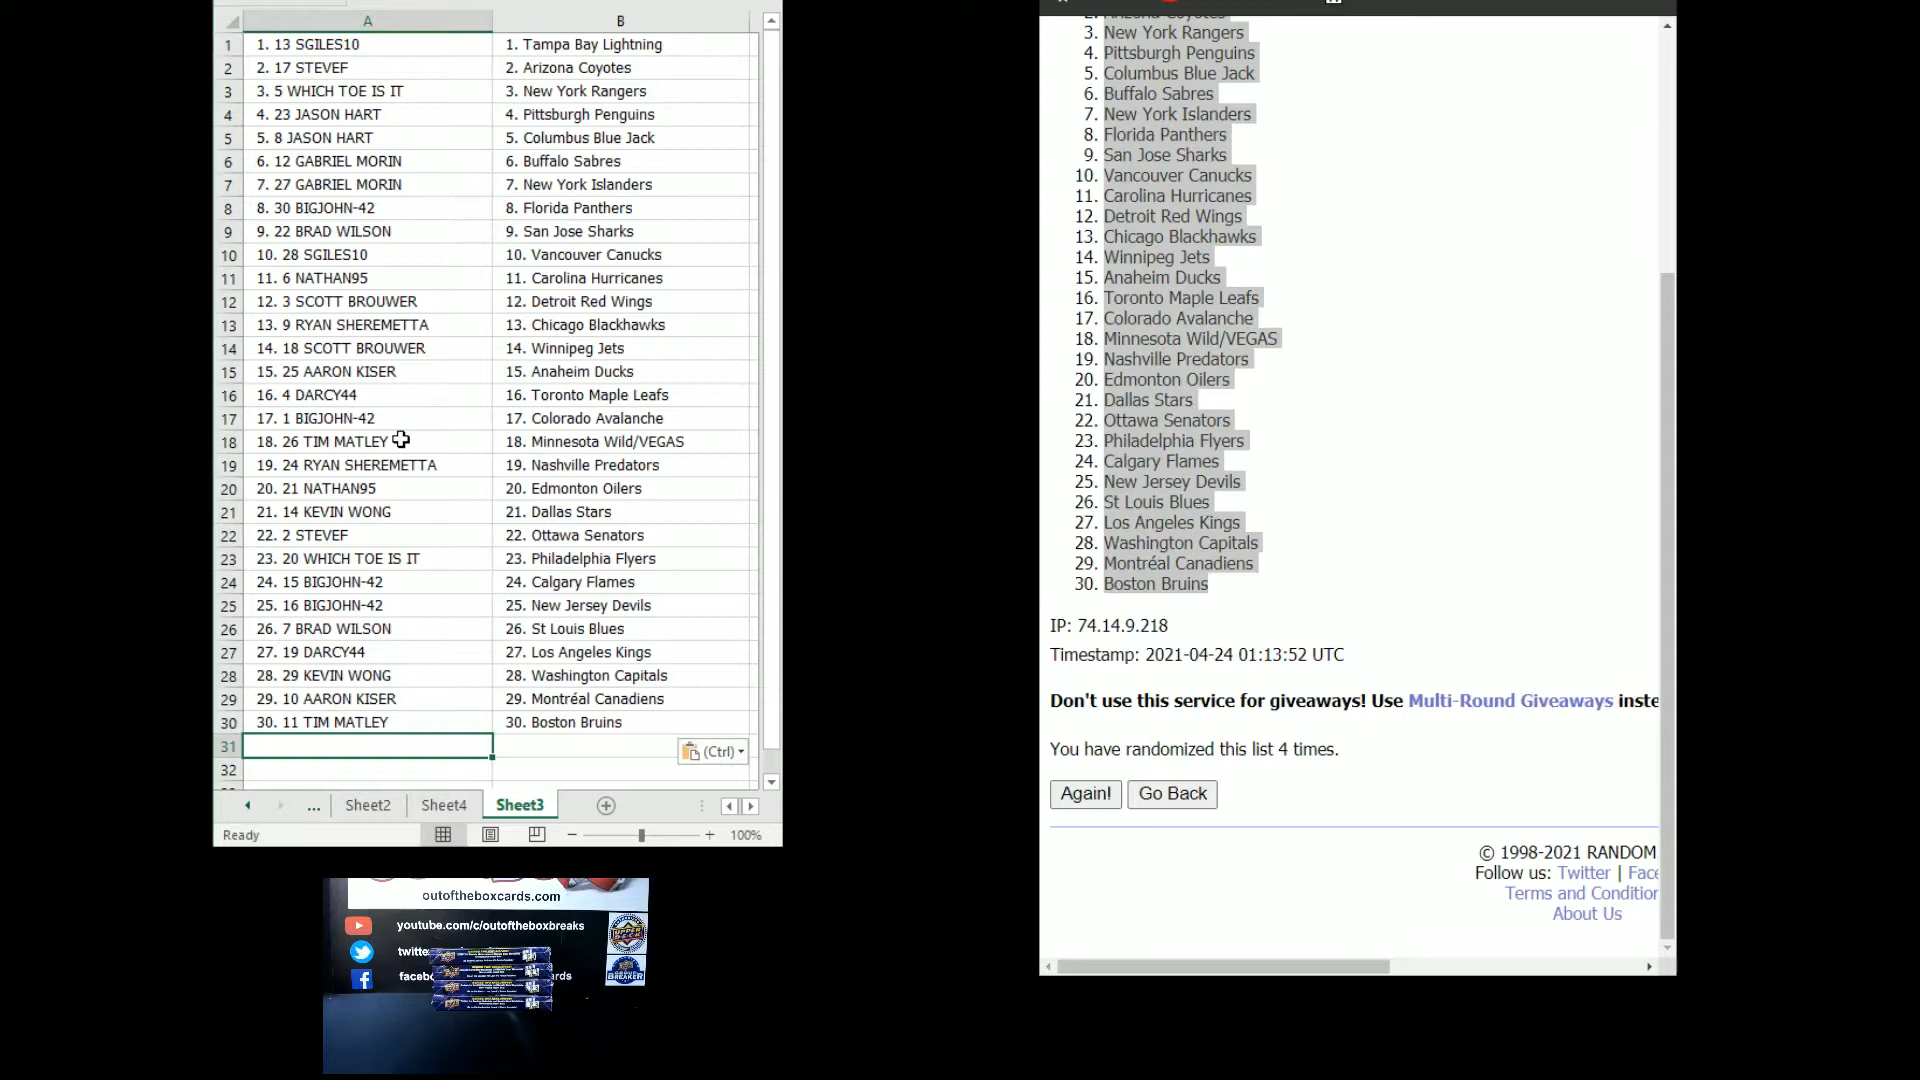 A B
1 1. 13 SGILES10 1. Tampa Bay Lightning
2 2. 17 STEVEF 2. Arizona Coyotes
3 3. 5 WHICH TOE IS IT 3. New York Rangers
4 4. 23 JASON HART 4. Pittsburgh Penguins
5 5. 8 JASON HART 5. Columbus Blue Jack
6 6. 12 GABRIEL MORIN 6. Buffalo Sabres
7 7. 27 GABRIEL MORIN 7. New York Islanders
8 8. 30 BIGJOHN-42 8. Florida Panthers
9 9. 22 BRAD WILSON 9. San Jose Sharks
10 10. 28 SGILES10 10. Vancouver Canucks
11 11. 6 NATHAN95 11. Carolina Hurricanes
12 12. 3 SCOTT BROUWER 12. Detroit Red Wings
13 13. 9 RYAN SHEREMETTA 13. Chicago Blackhawks
14 14. 18 SCOTT BROUWER 14. Winnipeg Jets
15 15. 25 AARON KISER 15. Anaheim Ducks
16 16. 4 DARCY44 16. Toronto Maple Leafs
17 17. 1 BIGJOHN-42 17. Colorado Avalanche
18 18. 26 TIM MATLEY 18. Minnesota Wild/VEGAS
19 19. 24 RYAN SHEREMETTA 19. Nashville Predators
20 20. 21 NATHAN95 20. Edmonton Oilers
21 21. 14 KEVIN WONG 21. Dallas Stars
22 22. 2 STEVEF 22. Ottawa Senators
23 23. 20 WHICH TOE IS IT 23. Philadelphia Flyers
24 24. 15 BIGJOHN-42 24. Calgary Flames
25 25. 16 BIGJOHN-42 25. New Jersey Devils
26 26. 7 BRAD WILSON 26. St Louis Blues
27 27. 19 DARCY44 27. Los Angeles Kings
28 28. 29 KEVIN WONG 28. Washington Capitals
29 29. 10 AARON KISER 29. Montréal Canadiens
30 30. 11 TIM MATLEY 30. Boston Bruins
31 (Ctrl)
32
... Sheet2 Sheet4 Sheet3
Ready 100%
outoftheboxcards.com
youtube.com/c/outoftheboxbreaks
twitte
facebo ards
UPPER DECK
GROUP BREAKER
2. Arizona Coyotes
3. New York Rangers
4. Pittsburgh Penguins
5. Columbus Blue Jack
6. Buffalo Sabres
7. New York Islanders
8. Florida Panthers
9. San Jose Sharks
10. Vancouver Canucks
11. Carolina Hurricanes
12. Detroit Red Wings
13. Chicago Blackhawks
14. Winnipeg Jets
15. Anaheim Ducks
16. Toronto Maple Leafs
17. Colorado Avalanche
18. Minnesota Wild/VEGAS
19. Nashville Predators
20. Edmonton Oilers
21. Dallas Stars
22. Ottawa Senators
23. Philadelphia Flyers
24. Calgary Flames
25. New Jersey Devils
26. St Louis Blues
27. Los Angeles Kings
28. Washington Capitals
29. Montréal Canadiens
30. Boston Bruins
IP: 74.14.9.218
Timestamp: 2021-04-24 01:13:52 UTC
Don't use this service for giveaways! Use Multi-Round Giveaways inste
You have randomized this list 4 times.
Again! Go Back
© 1998-2021 RANDOM
Follow us: Twitter | Face
Terms and Condition
About Us